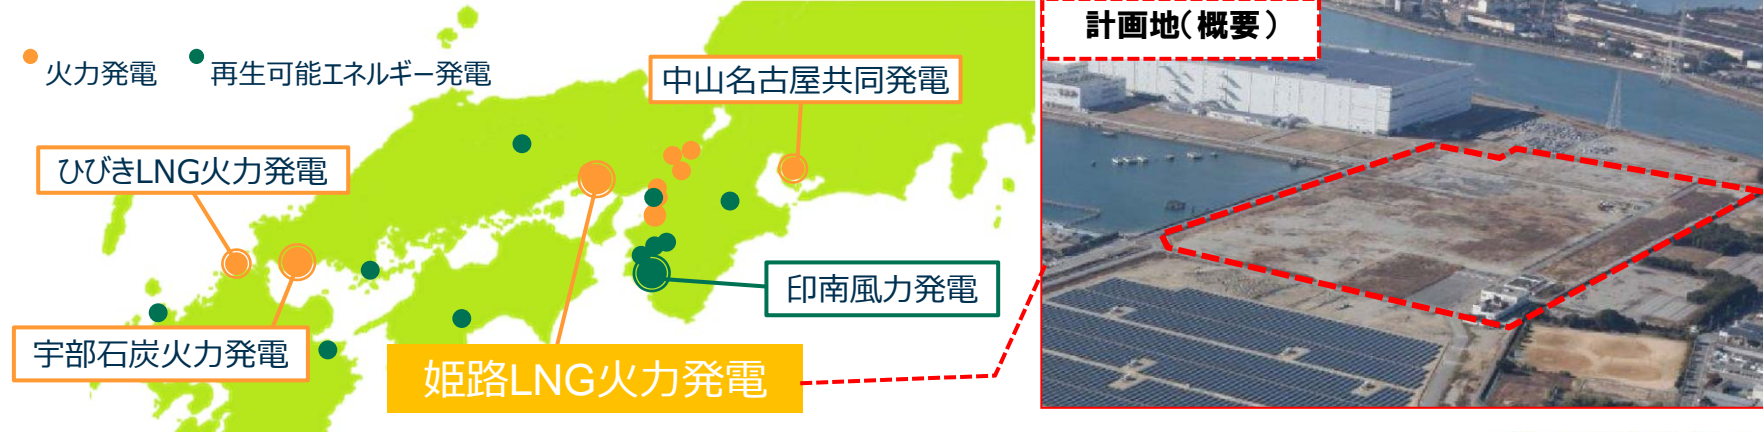 火力発電
再生可能エネルギー発電
中山名古屋共同発電
ひびきLNG火力発電
印南風力発電
宇部石炭火力発電
姫路LNG火力発電
計画地(概要)